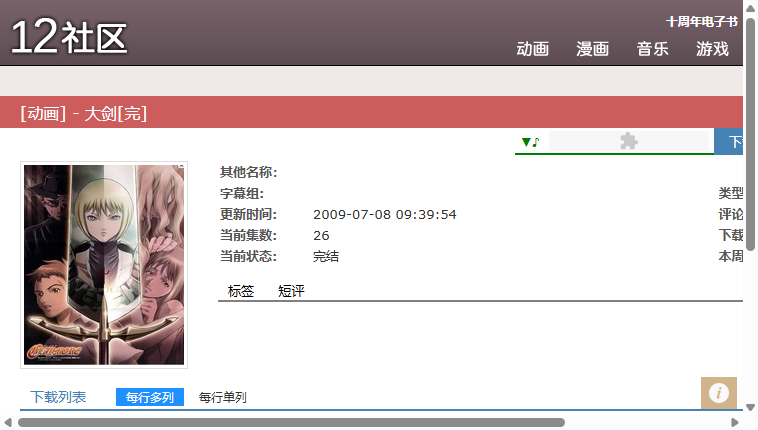 12社区
十周年电子书
动画 漫画 音乐 游戏
[动画] - 大剑[完]
▼♪
其他名称:
字幕组: 类型
更新时间: 2009-07-08 09:39:54 评论
当前集数: 26 下载
当前状态: 完结 本周
标签 短评
下载列表 每行多列 每行单列